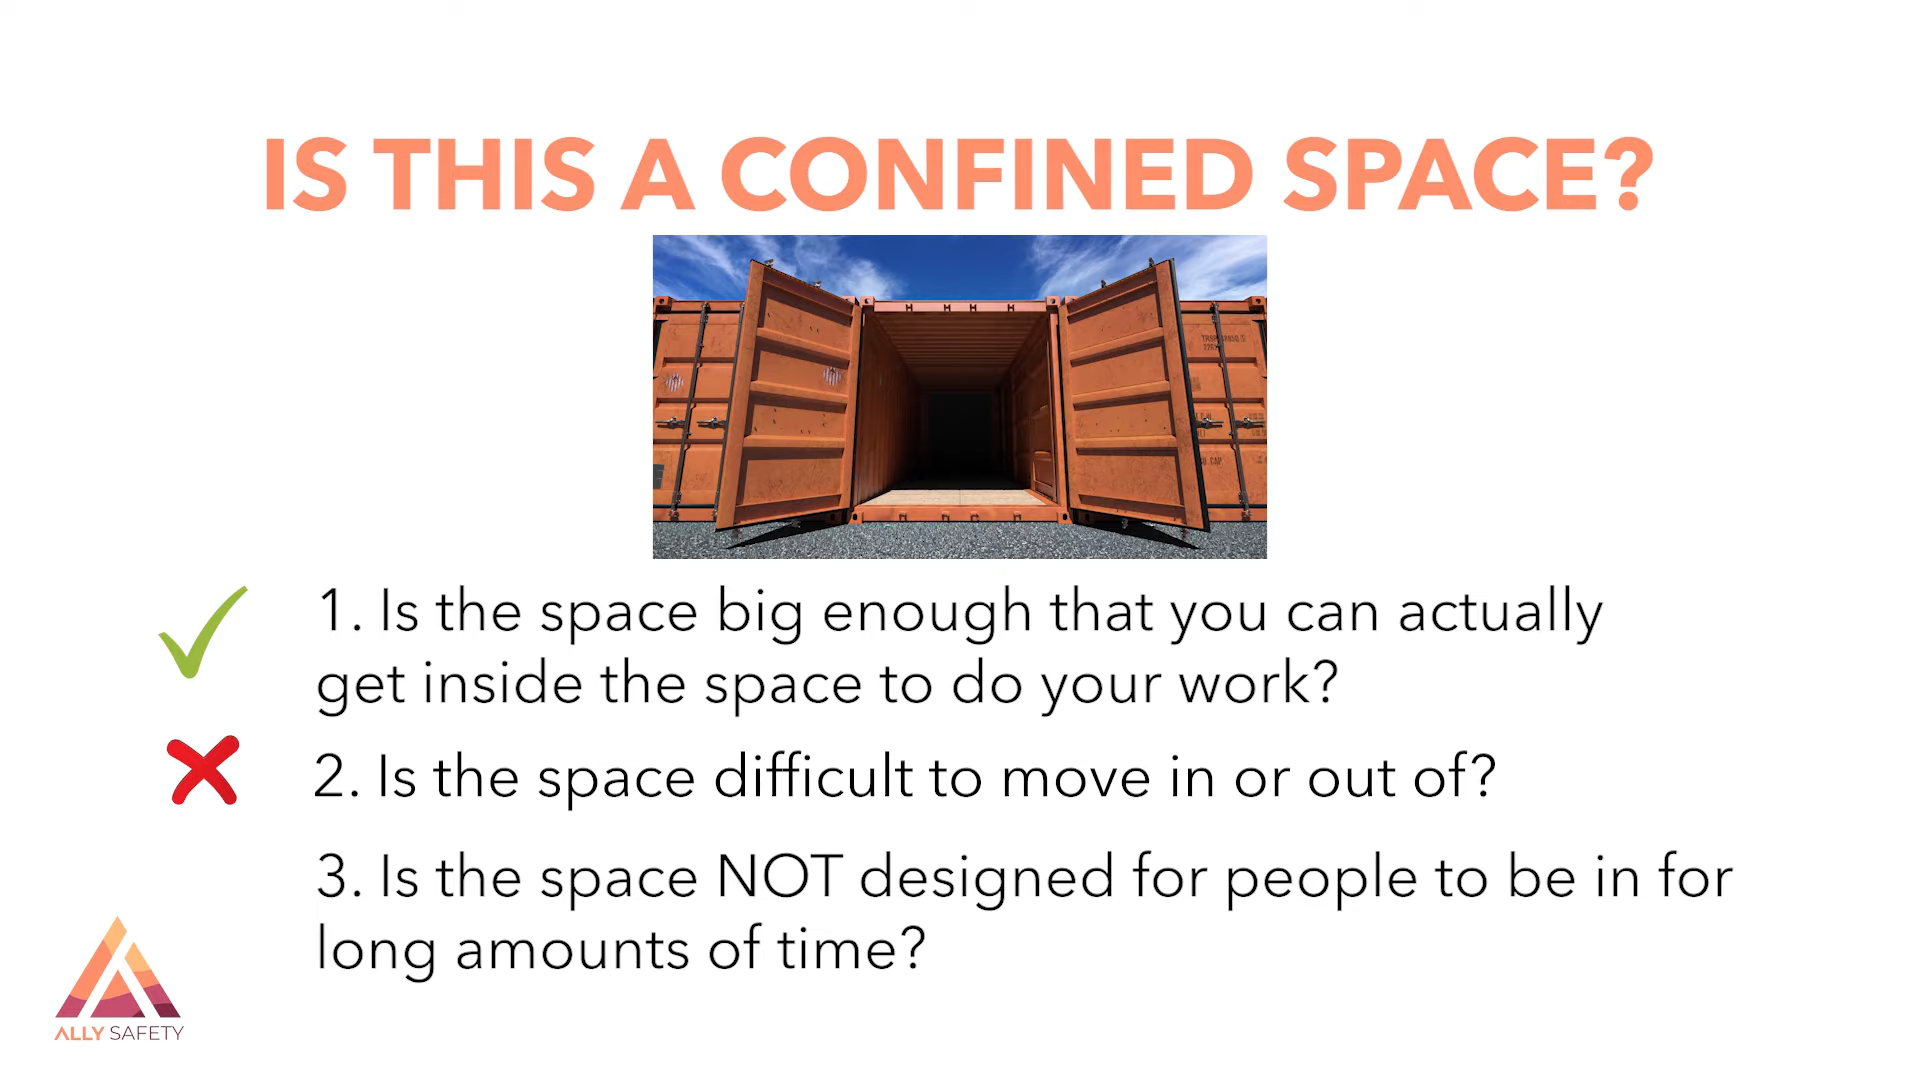 IS THIS A CONFINED SPACE?
1. Is the space big enough that you can actually
get inside the space to do your work?
2. Is the space difficult to move in or out of?
3. Is the space NOT designed for people to be in for
long amounts of time?
ALLY SAFETY